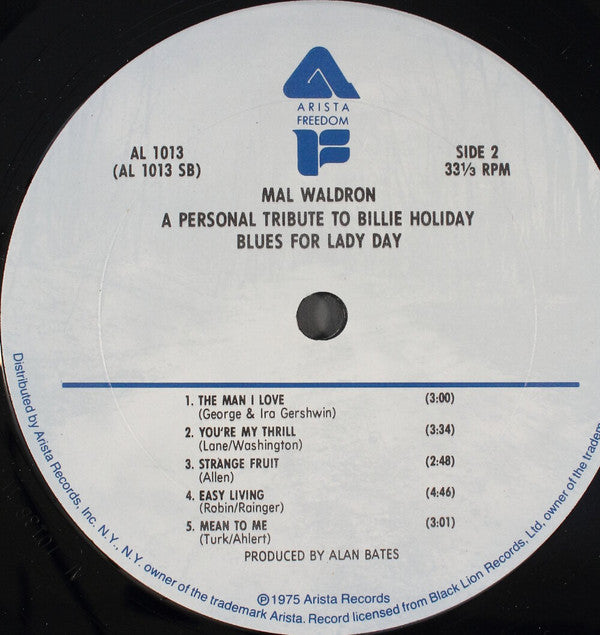 ARISTA
FREEDOM
F
AL 1013
(AL 1013 SB)
SIDE 2
33⅓ RPM
MAL WALDRON
A PERSONAL TRIBUTE TO BILLIE HOLIDAY
BLUES FOR LADY DAY
1. THE MAN I LOVE (3:00)
(George & Ira Gershwin)
2. YOU'RE MY THRILL (3:34)
(Lane/Washington)
3. STRANGE FRUIT (2:48)
(Allen)
4. EASY LIVING (4:46)
(Robin/Rainger)
5. MEAN TO ME (3:01)
(Turk/Ahlert)
PRODUCED BY ALAN BATES
℗1975 Arista Records
Distributed by Arista Records, Inc. N.Y., N.Y. owner of the trademark Arista. Record licensed from Black Lion Records, Ltd, owner of the trademark